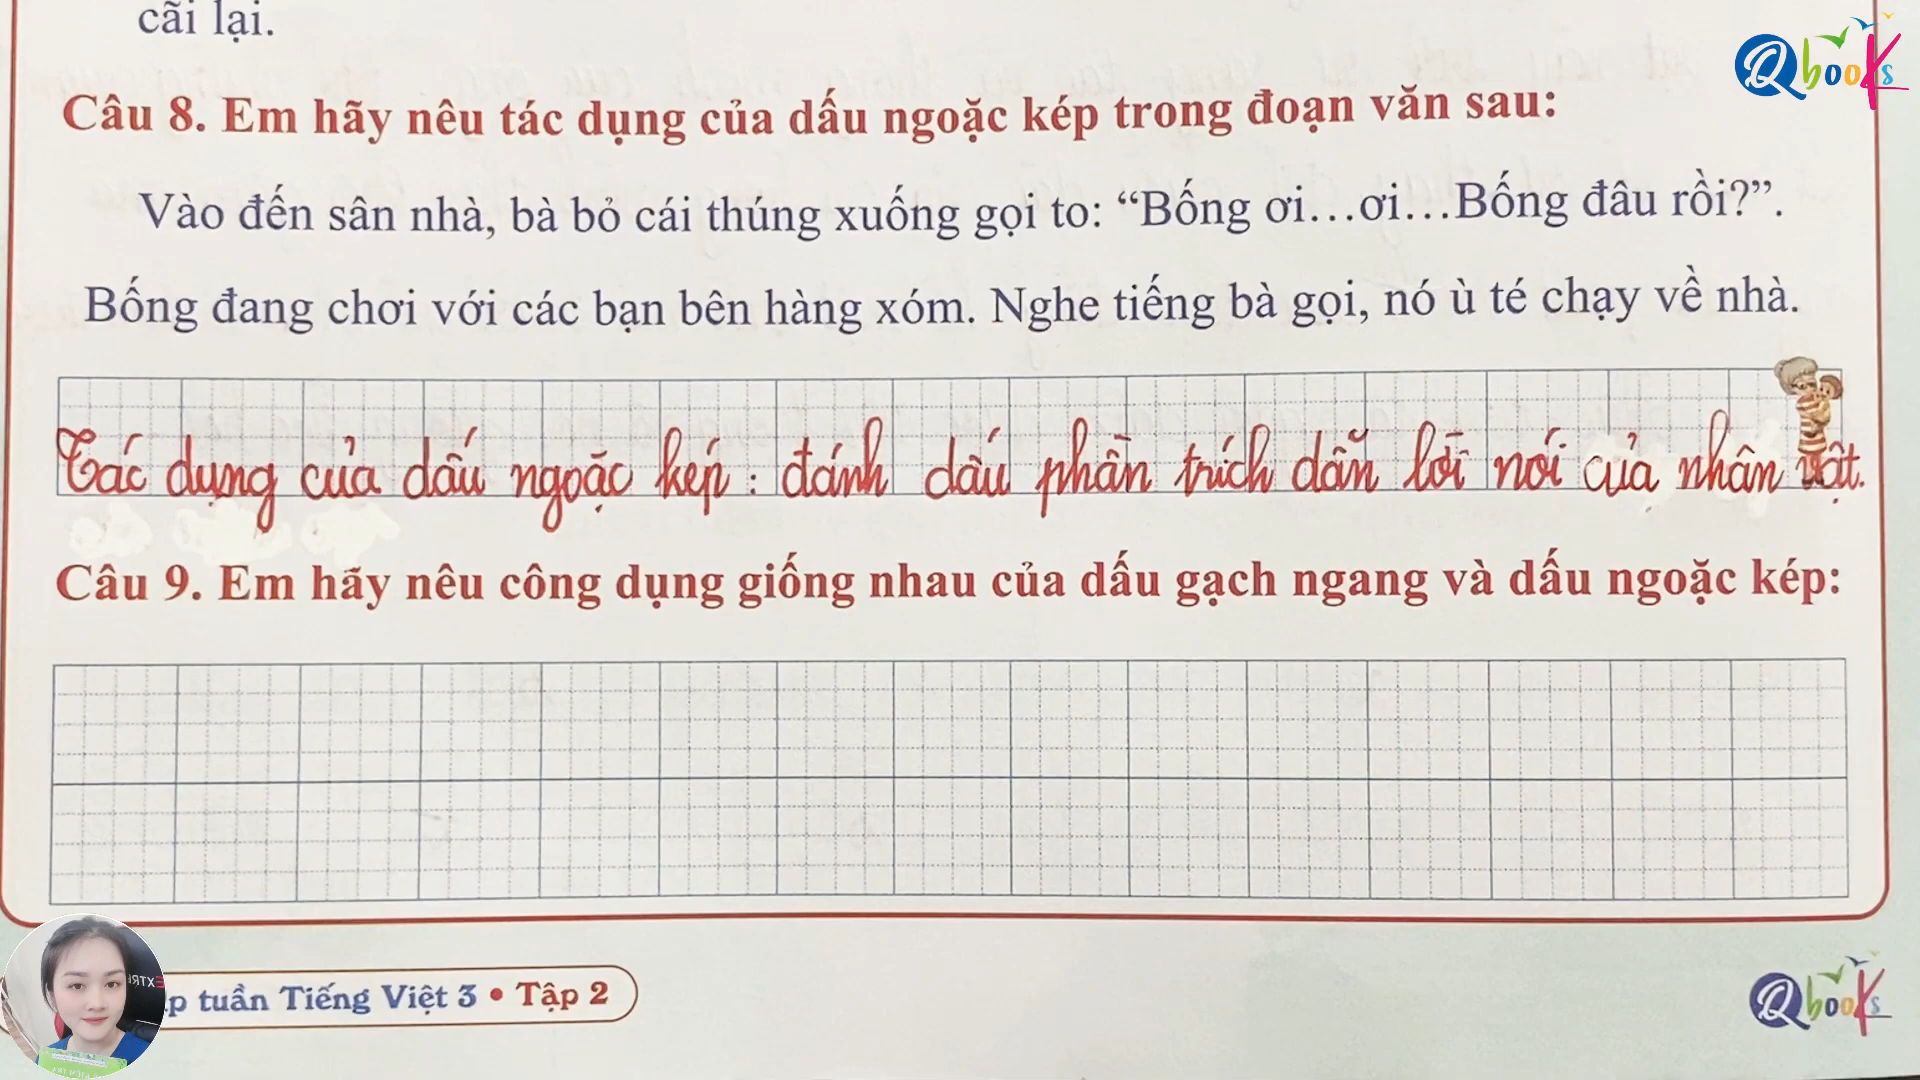 cãi lại.
Qbooks
Câu 8. Em hãy nêu tác dụng của dấu ngoặc kép trong đoạn văn sau:
Vào đến sân nhà, bà bỏ cái thúng xuống gọi to: “Bống ơi…ơi…Bống đâu rồi?”.
Bống đang chơi với các bạn bên hàng xóm. Nghe tiếng bà gọi, nó ù té chạy về nhà.
Tác dụng của dấu ngoặc kép : đánh dấu phần trích dẫn lời nói của nhân vật.
Câu 9. Em hãy nêu công dụng giống nhau của dấu gạch ngang và dấu ngoặc kép:
tuần Tiếng Việt 3 • Tập 2
Qbooks